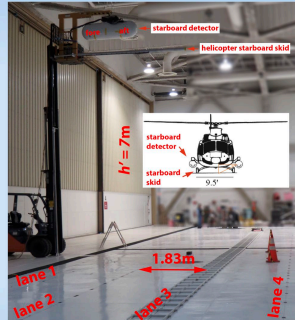 starboard detector
helicopter starboard skid
h' = 7m
starboard
detector
starboard
skid
9.5'
1.83m
lane 1
lane 2
lane 3
lane 4